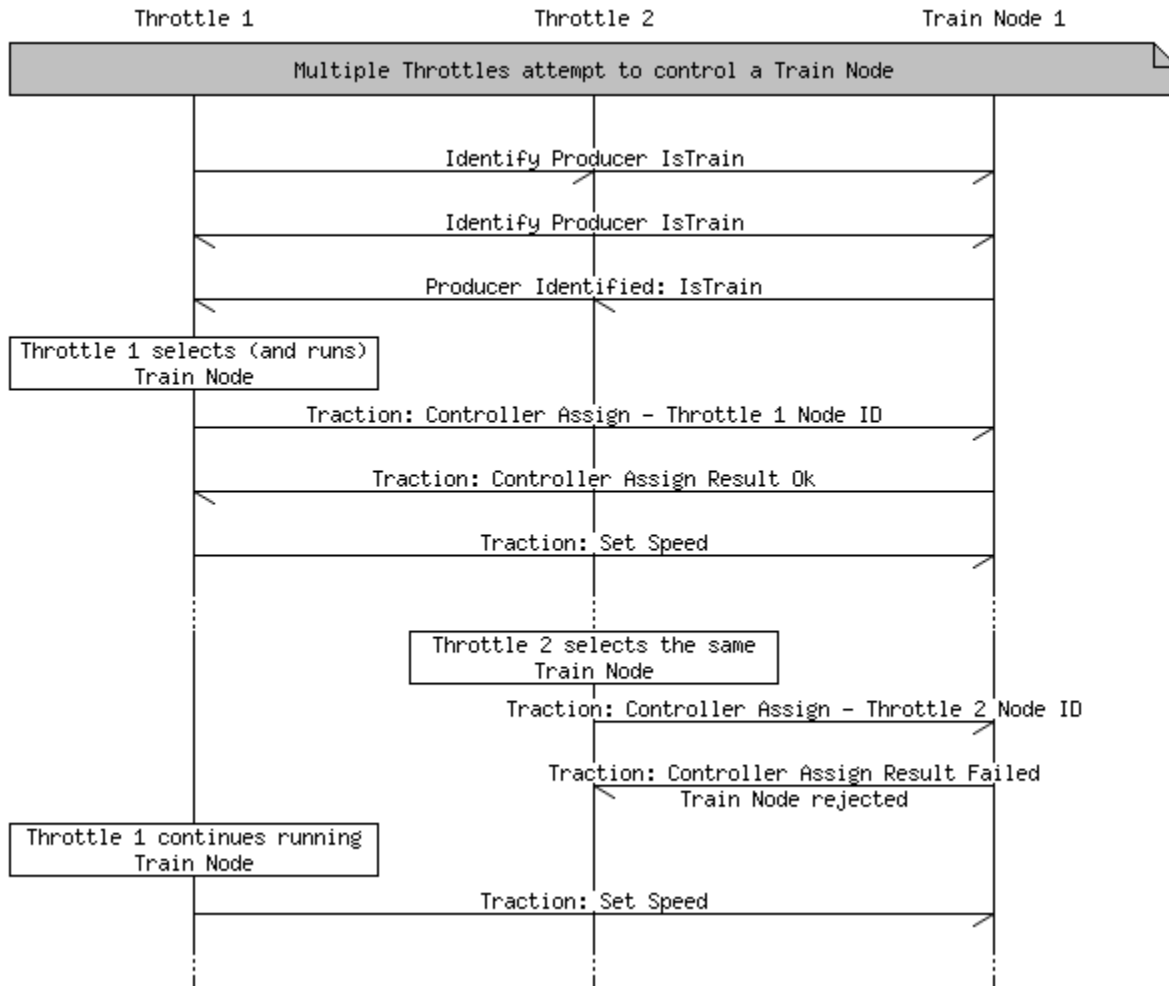 Throttle 1
Throttle 2
Train Node 1
Multiple Throttles attempt to control a Train Node
Identify Producer IsTrain
Identify Producer IsTrain
Producer Identified: IsTrain
Throttle 1 selects (and runs)
Train Node
Traction: Controller Assign - Throttle 1 Node ID
Traction: Controller Assign Result Ok
Traction: Set Speed
Throttle 2 selects the same
Train Node
Traction: Controller Assign - Throttle 2 Node ID
Traction: Controller Assign Result Failed
Train Node rejected
Throttle 1 continues running
Train Node
Traction: Set Speed